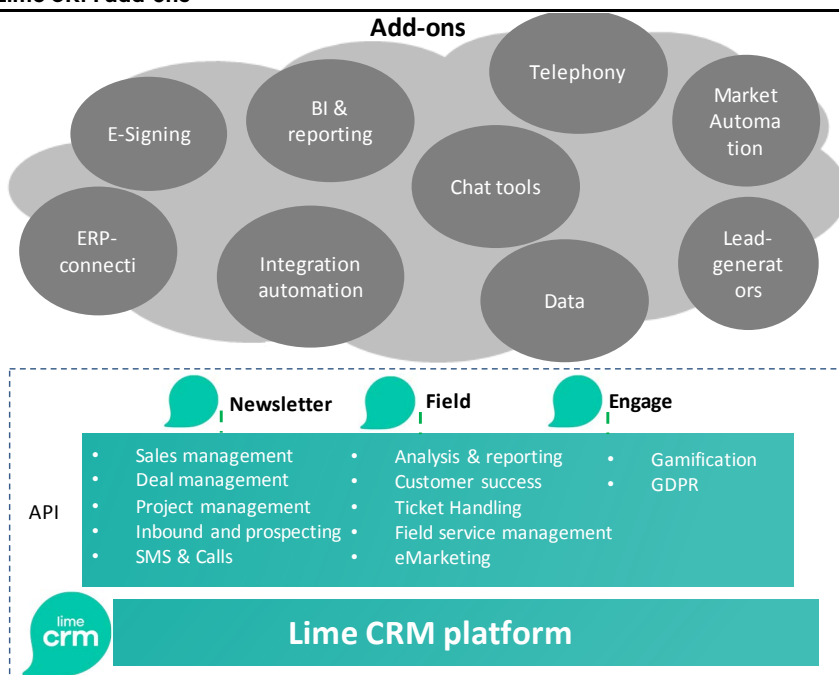 Add-ons
Telephony
BI &
reporting
Market
Automa
tion
E-Signing
Chat tools
ERP-
connecti
Integration
automation
Lead-
generat
ors
Data
Newsletter
Field
Engage
API
• Sales management
• Deal management
• Project management
• Inbound and prospecting
• SMS & Calls
• Analysis & reporting
• Customer success
• Ticket Handling
• Field service management
• eMarketing
• Gamification
• GDPR
lime
crm
Lime CRM platform